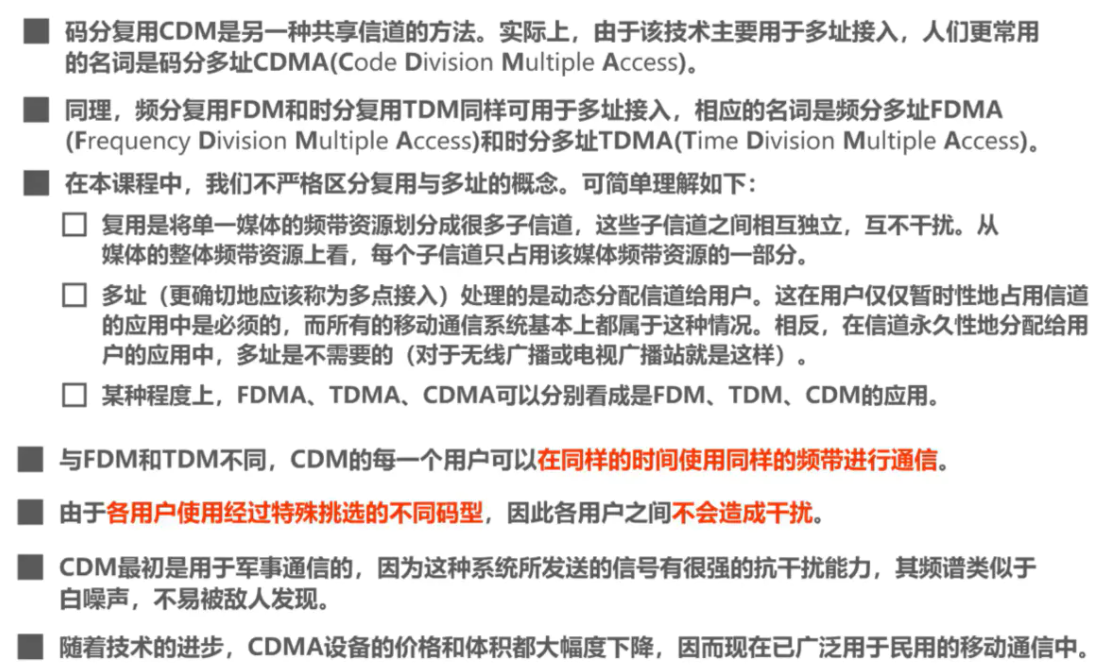 码分复用CDM是另一种共享信道的方法。实际上，由于该技术主要用于多址接入，人们更常用
的名词是码分多址CDMA(Code Division Multiple Access)。
同理，频分复用FDM和时分复用TDM同样可用于多址接入，相应的名词是频分多址FDMA
(Frequency Division Multiple Access)和时分多址TDMA(Time Division Multiple Access)。
在本课程中，我们不严格区分复用与多址的概念。可简单理解如下：
复用是将单一媒体的频带资源划分成很多子信道，这些子信道之间相互独立，互不干扰。从
媒体的整体频带资源上看，每个子信道只占用该媒体频带资源的一部分。
多址（更确切地应该称为多点接入）处理的是动态分配信道给用户。这在用户仅仅暂时性地占用信道
的应用中是必须的，而所有的移动通信系统基本上都属于这种情况。相反，在信道永久性地分配给用
户的应用中，多址是不需要的（对于无线广播或电视广播站就是这样）。
某种程度上，FDMA、TDMA、CDMA可以分别看成是FDM、TDM、CDM的应用。
与FDM和TDM不同，CDM的每一个用户可以在同样的时间使用同样的频带进行通信。
由于各用户使用经过特殊挑选的不同码型，因此各用户之间不会造成干扰。
CDM最初是用于军事通信的，因为这种系统所发送的信号有很强的抗干扰能力，其频谱类似于
白噪声，不易被敌人发现。
随着技术的进步，CDMA设备的价格和体积都大幅度下降，因而现在已广泛用于民用的移动通信中。